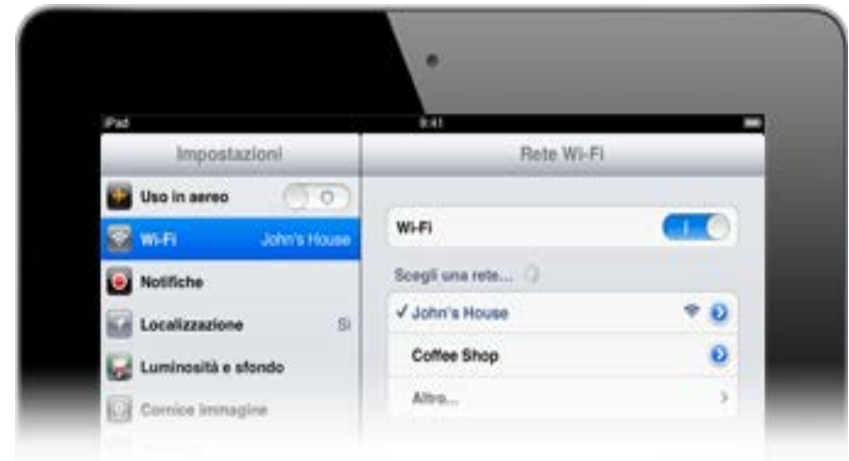 iPad
9:41
Impostazioni
Rete Wi-Fi
Uso in aereo
Wi-Fi John's House
Notifiche
Localizzazione Sì
Luminosità e sfondo
Cornice immagine
Wi-Fi
Scegli una rete...
John's House
Coffee Shop
Altro...